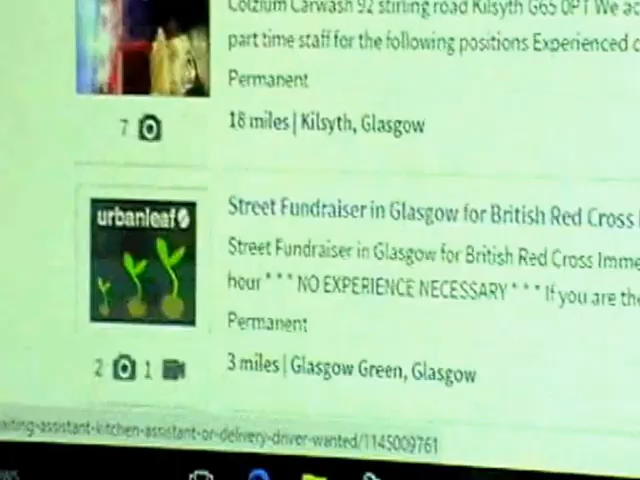 Colzium Carwash 92 stirling road Kilsyth G65 0PT We ac
part time staff for the following positions Experienced c
Permanent
7
18 miles | Kilsyth, Glasgow
urbanleaf
Street Fundraiser in Glasgow for British Red Cross
Street Fundraiser in Glasgow for British Red Cross Imme
hour * * * NO EXPERIENCE NECESSARY * * * If you are the
Permanent
2 1
3 miles | Glasgow Green, Glasgow
aiting-assistant-kitchen-assistant-or-delivery-driver-wanted/1145009761